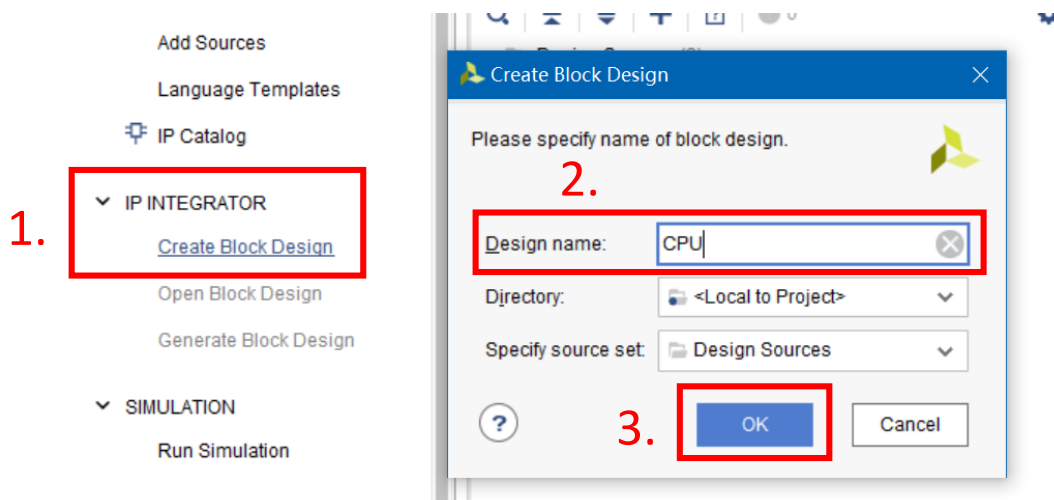 Add Sources
Language Templates
IP Catalog
IP INTEGRATOR
1.
Create Block Design
Open Block Design
Generate Block Design
SIMULATION
Run Simulation
? 0
Create Block Design
Please specify name of block design.
2.
Design name: CPU
Directory: <Local to Project>
Specify source set: Design Sources
? 3. OK Cancel